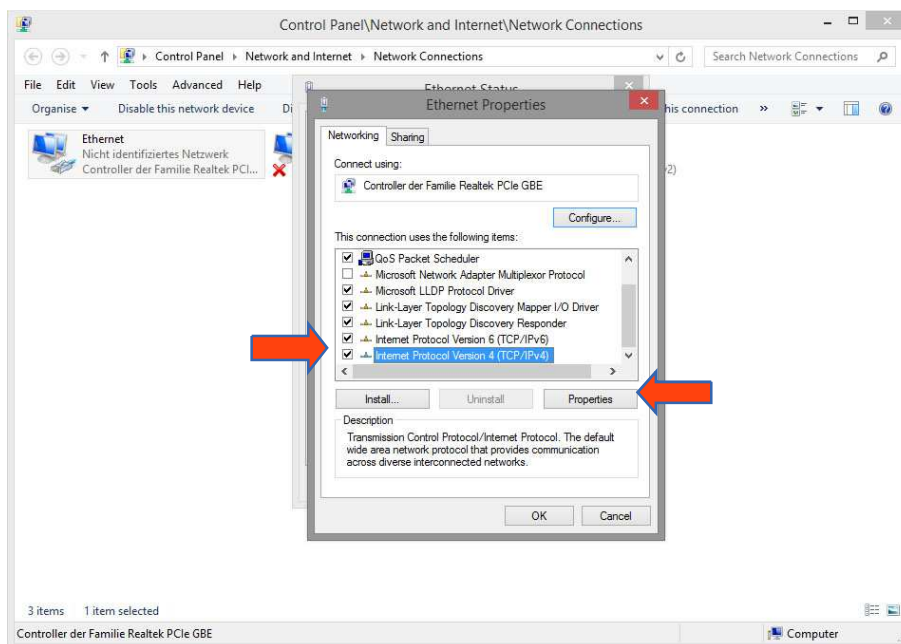 Control Panel\Network and Internet\Network Connections
Control Panel Network and Internet Network Connections
Search Network Connections
File Edit View Tools Advanced Help
Ethernet Status
Organise Disable this network device Di
his connection »
Ethernet
Nicht identifiziertes Netzwerk
Controller der Familie Realtek PCI...
2)
Ethernet Properties
Networking Sharing
Connect using:
Controller der Familie Realtek PCIe GBE
Configure...
This connection uses the following items:
QoS Packet Scheduler
Microsoft Network Adapter Multiplexor Protocol
Microsoft LLDP Protocol Driver
Link-Layer Topology Discovery Mapper I/O Driver
Link-Layer Topology Discovery Responder
Internet Protocol Version 6 (TCP/IPv6)
Internet Protocol Version 4 (TCP/IPv4)
Install... Uninstall Properties
Description
Transmission Control Protocol/Internet Protocol. The default
wide area network protocol that provides communication
across diverse interconnected networks.
OK Cancel
3 items 1 item selected
Controller der Familie Realtek PCIe GBE
Computer